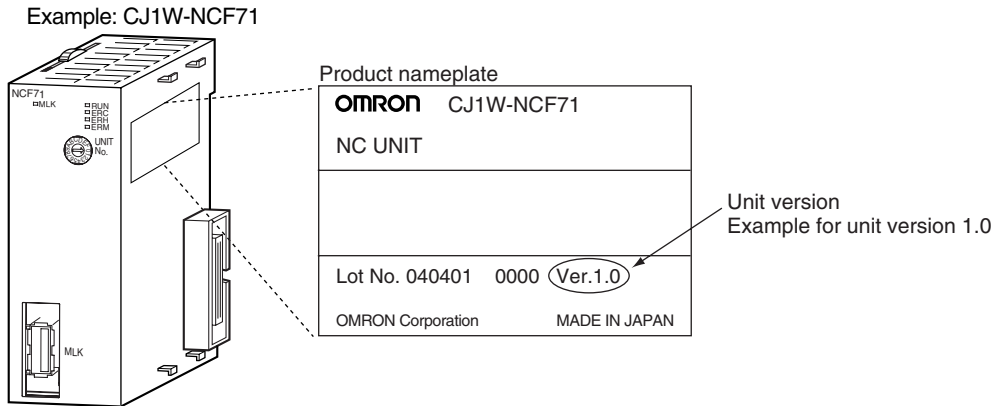 Example: CJ1W-NCF71
NCF71
MLK
RUN
ERC
ERH
ERM
UNIT
No.
MLK
Product nameplate
OMRON CJ1W-NCF71
NC UNIT
Lot No. 040401 0000 Ver.1.0
OMRON Corporation MADE IN JAPAN
Unit version
Example for unit version 1.0